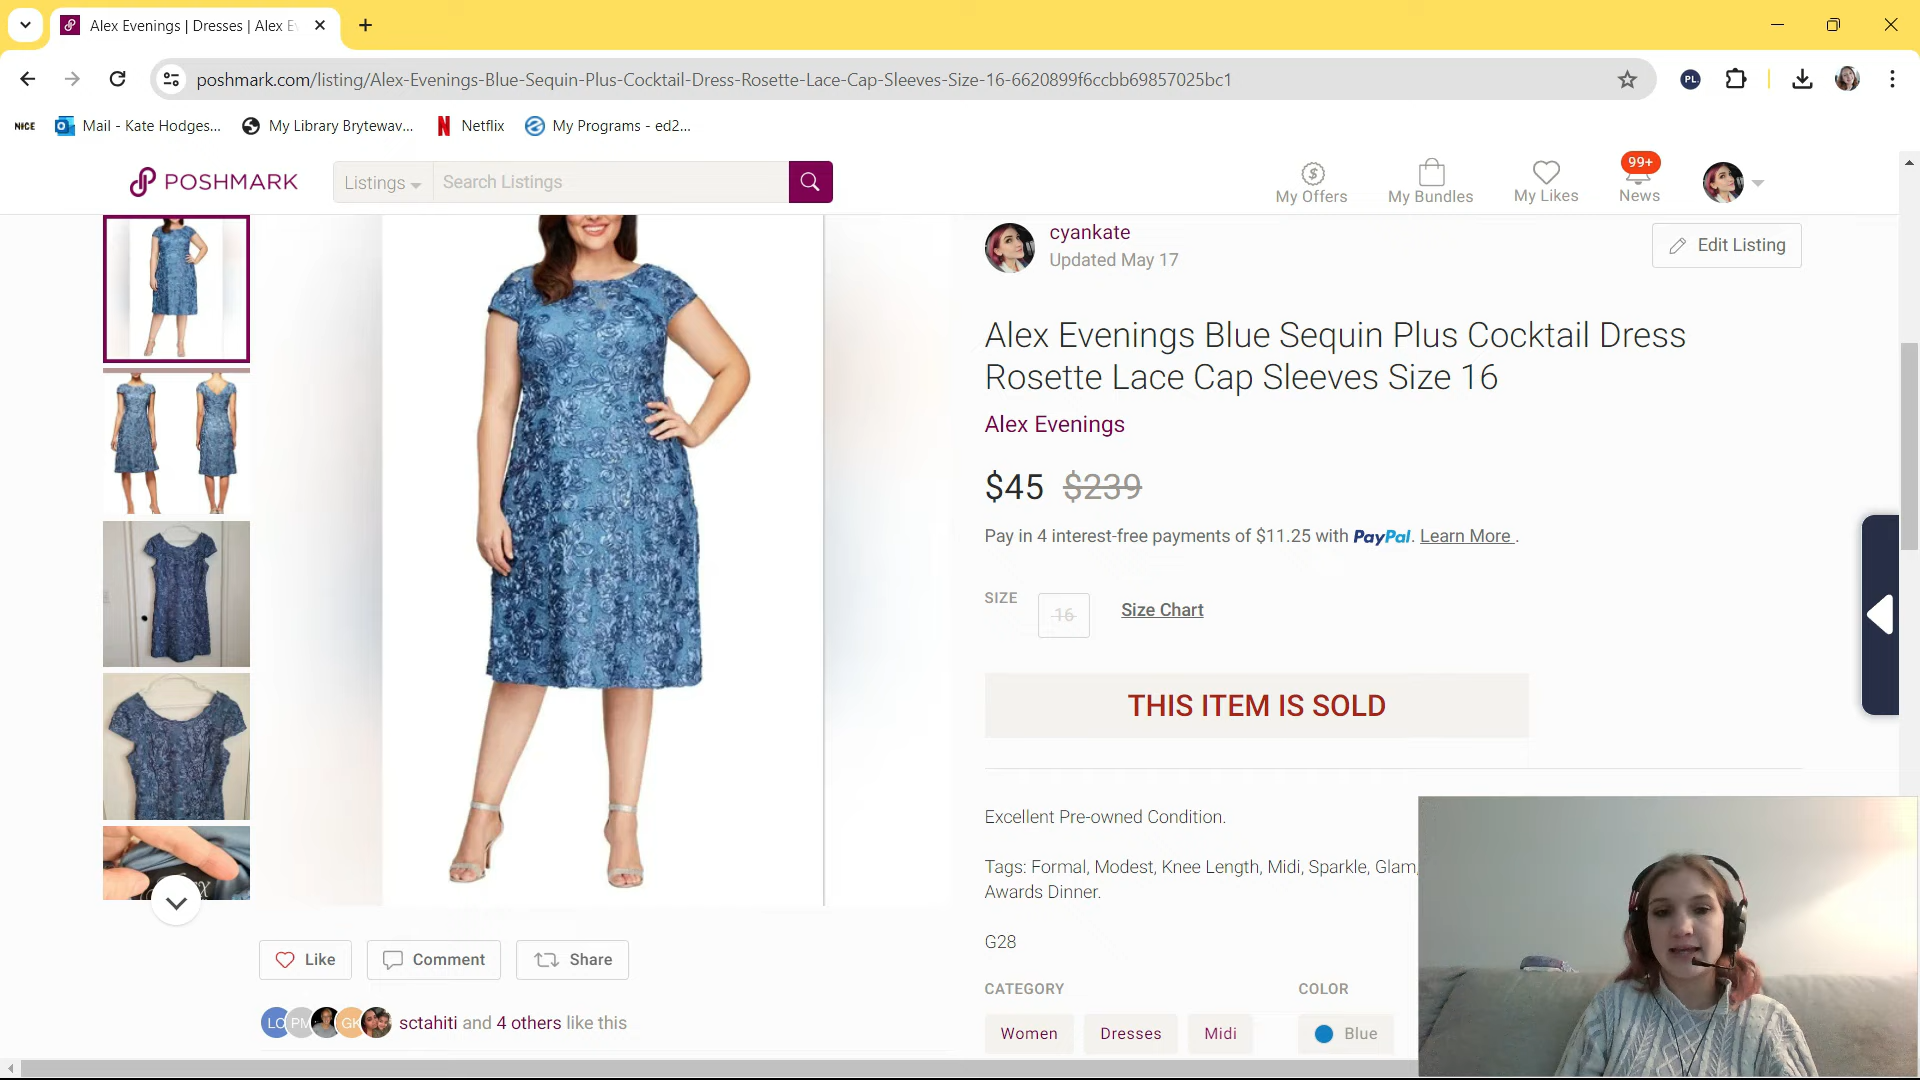 Alex Evenings | Dresses | Alex E
poshmark.com/listing/Alex-Evenings-Blue-Sequin-Plus-Cocktail-Dress-Rosette-Lace-Cap-Sleeves-Size-16-6620899f6ccbb69857025bc1
PL
NICE
Mail - Kate Hodges...
My Library Brytewav...
Netflix
My Programs - ed2...
POSHMARK
Listings
Search Listings
My Offers
My Bundles
My Likes
99+
News
cyankate
Updated May 17
Edit Listing
Alex Evenings Blue Sequin Plus Cocktail Dress
Rosette Lace Cap Sleeves Size 16
Alex Evenings
$45 $239
Pay in 4 interest-free payments of $11.25 with PayPal. Learn More .
SIZE
16
Size Chart
THIS ITEM IS SOLD
Excellent Pre-owned Condition.
Tags: Formal, Modest, Knee Length, Midi, Sparkle, Glam,
Awards Dinner.
G28
CATEGORY
COLOR
Women
Dresses
Midi
Blue
Like
Comment
Share
LC
PM
GK
sctahiti and 4 others like this